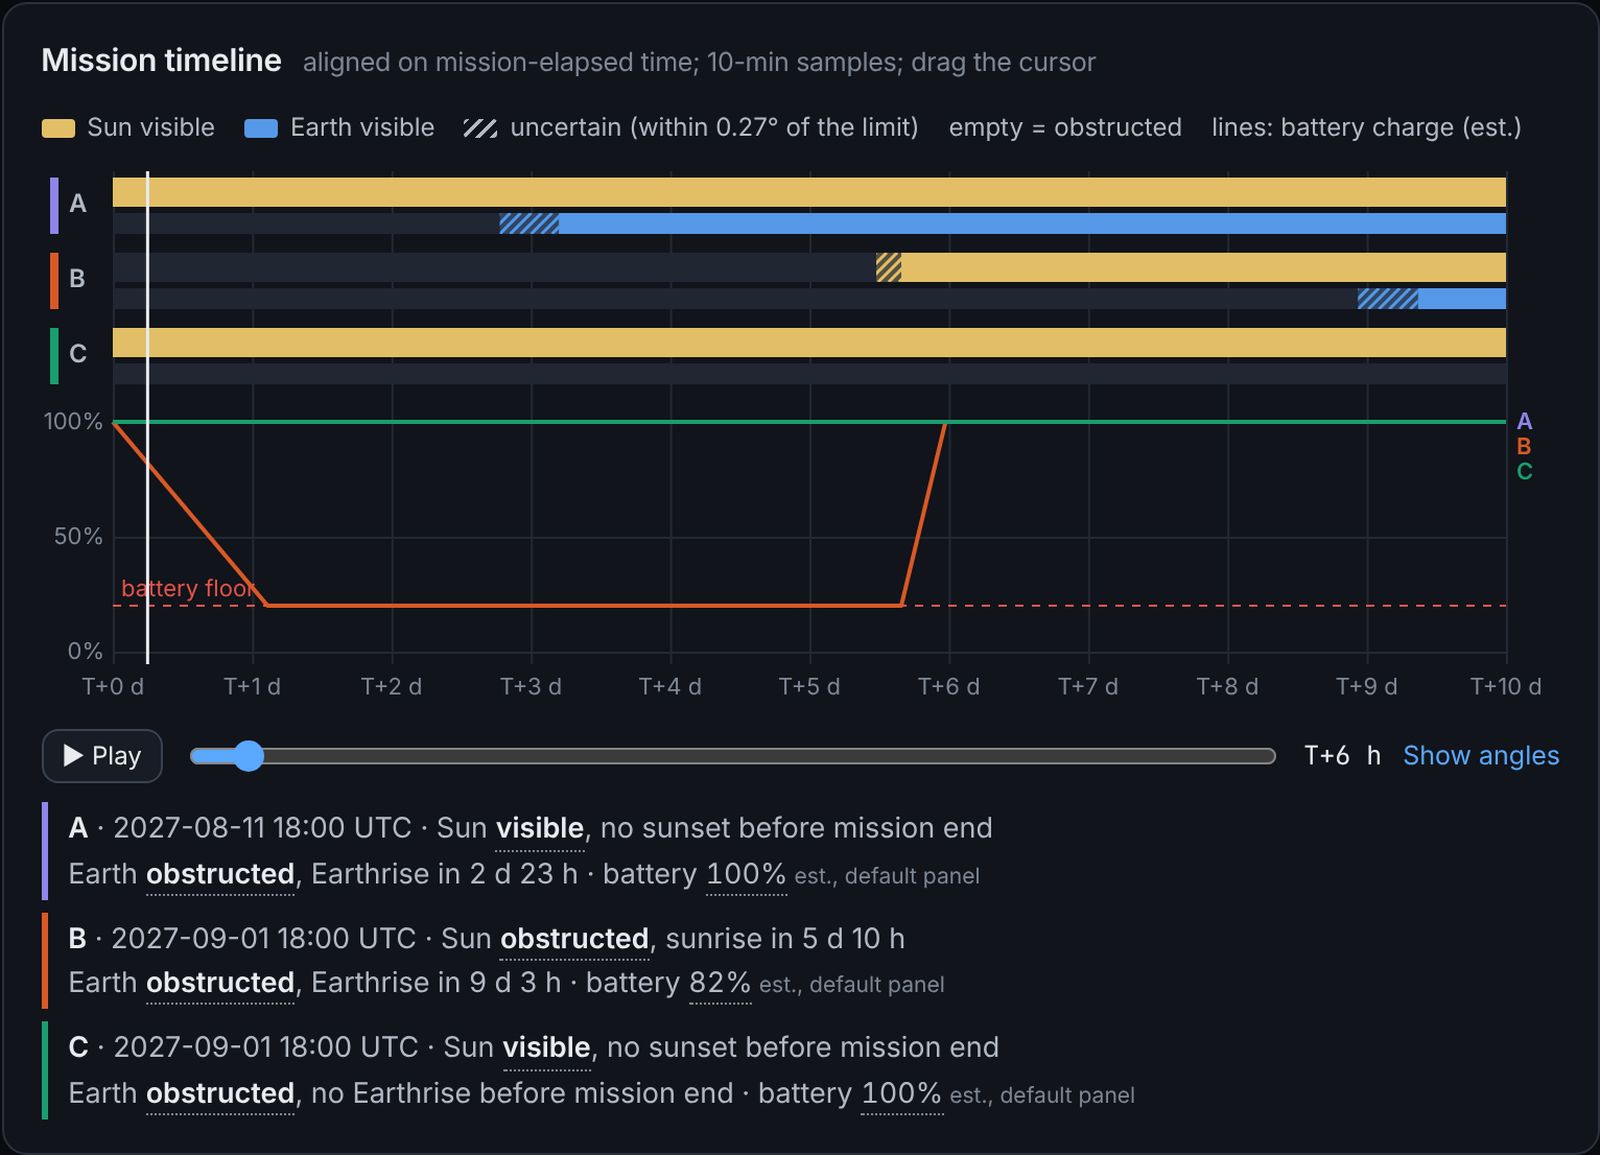 Mission timeline aligned on mission-elapsed time; 10-min samples; drag the cursor
Sun visible Earth visible uncertain (within 0.27° of the limit) empty = obstructed lines: battery charge (est.)
A
B
C
100%
A
B
C
50%
battery floor
0%
T+0 d T+1 d T+2 d T+3 d T+4 d T+5 d T+6 d T+7 d T+8 d T+9 d T+10 d
Play T+6 h Show angles
A · 2027-08-11 18:00 UTC · Sun visible, no sunset before mission end
Earth obstructed, Earthrise in 2 d 23 h · battery 100% est., default panel
B · 2027-09-01 18:00 UTC · Sun obstructed, sunrise in 5 d 10 h
Earth obstructed, Earthrise in 9 d 3 h · battery 82% est., default panel
C · 2027-09-01 18:00 UTC · Sun visible, no sunset before mission end
Earth obstructed, no Earthrise before mission end · battery 100% est., default panel